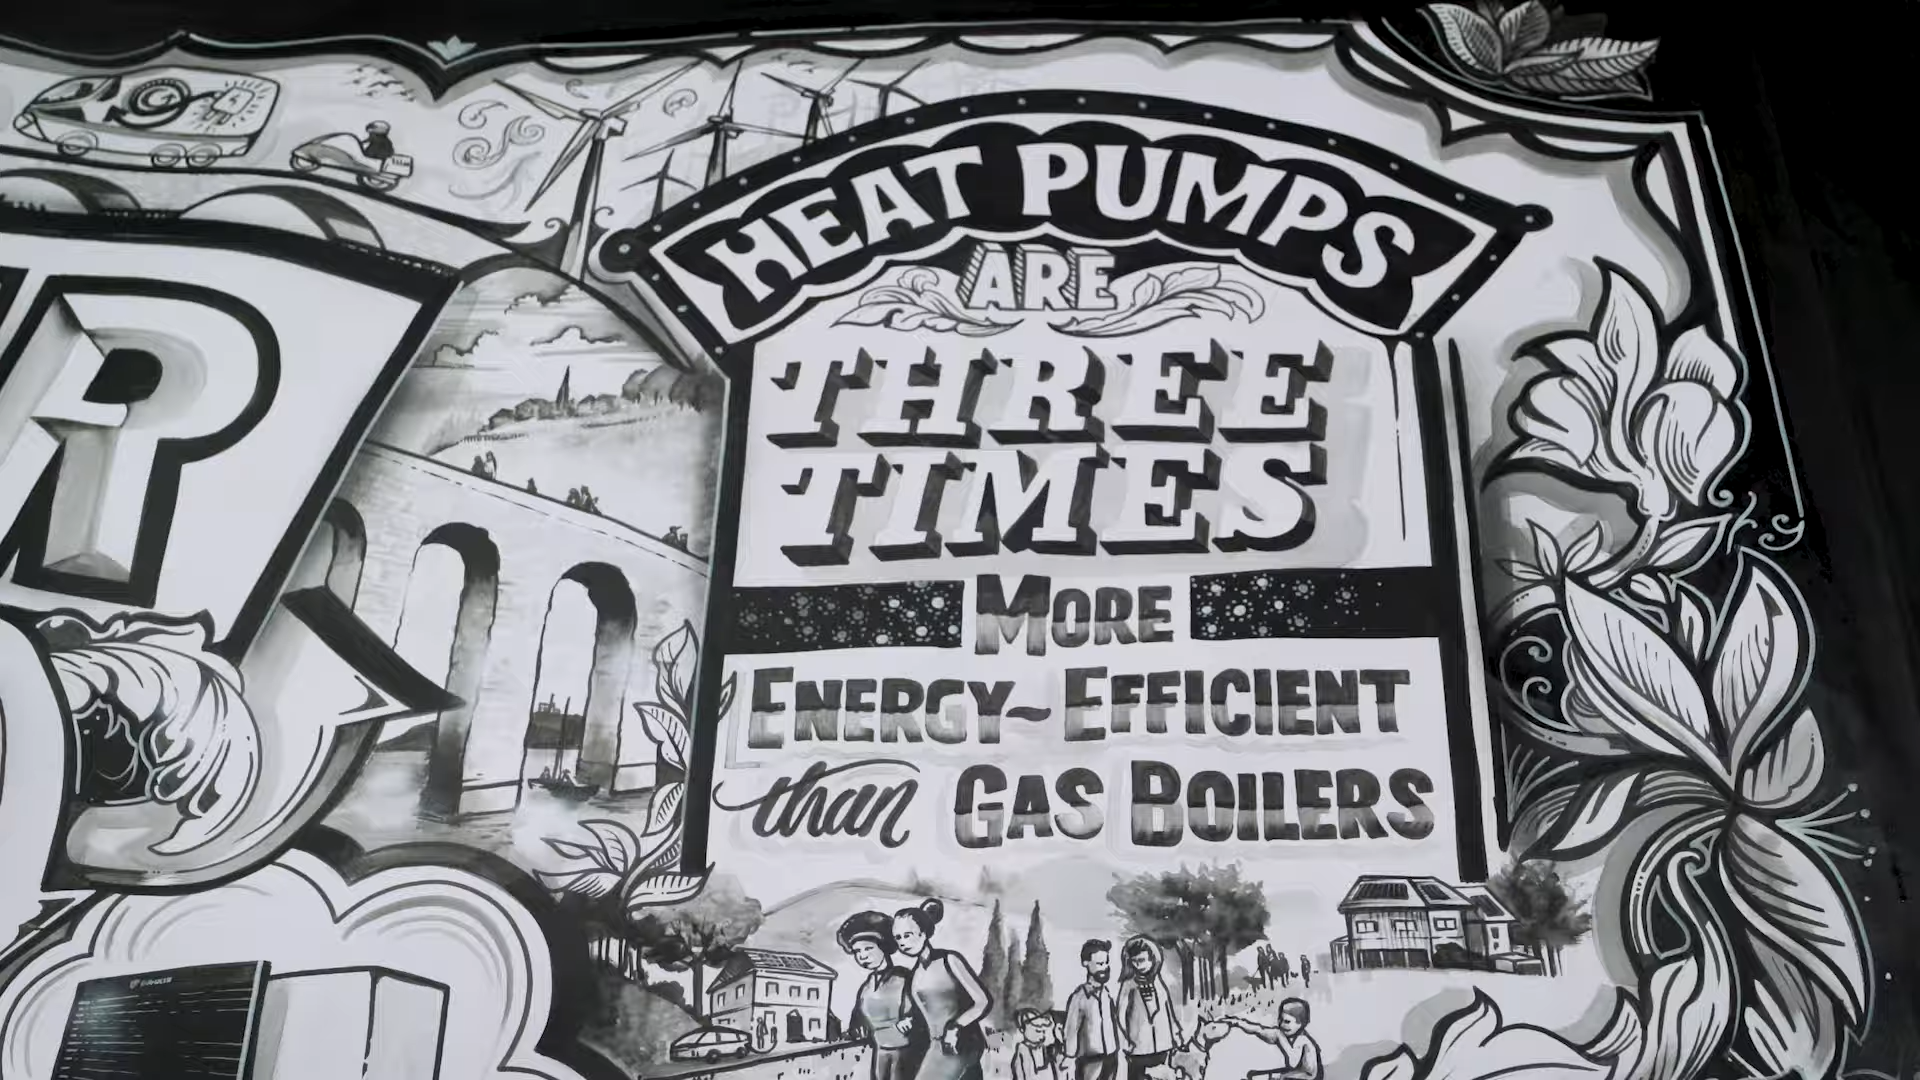 R
HEAT PUMPS
ARE
THREE
TIMES
MORE
ENERGY-EFFICIENT
than GAS BOILERS